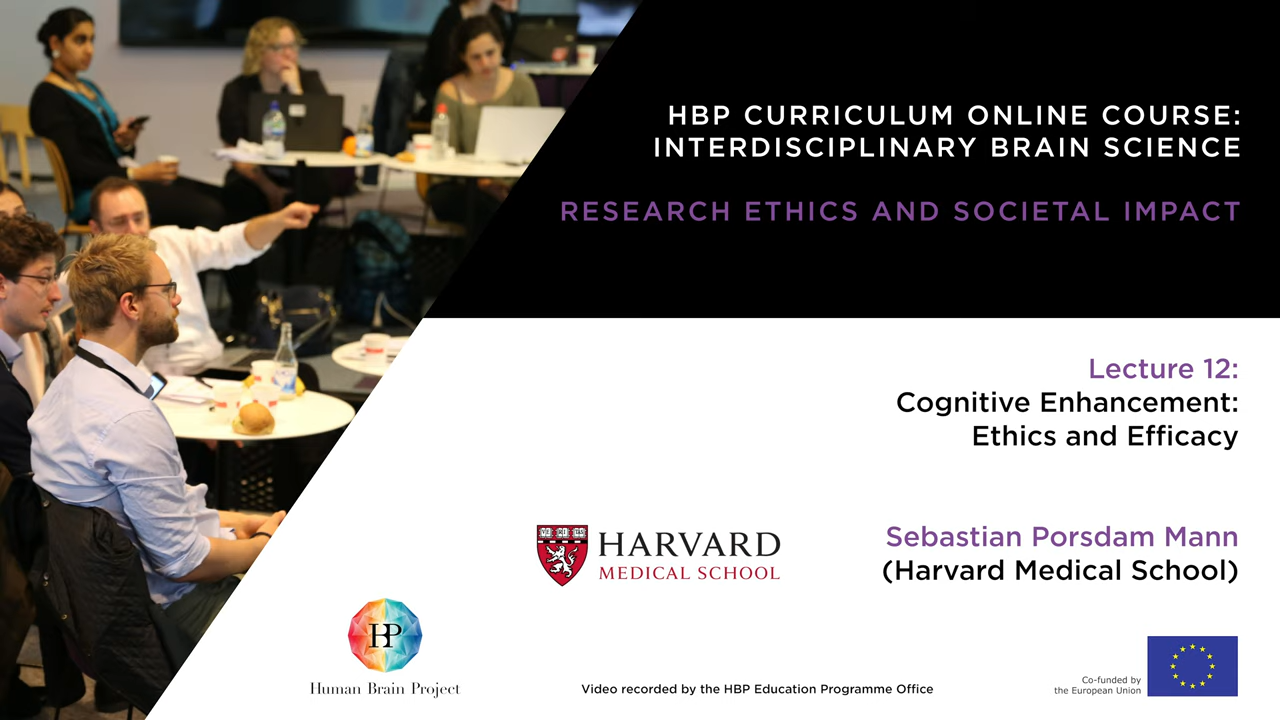 HBP CURRICULUM ONLINE COURSE:
INTERDISCIPLINARY BRAIN SCIENCE
RESEARCH ETHICS AND SOCIETAL IMPACT
Lecture 12:
Cognitive Enhancement:
Ethics and Efficacy
HARVARD
MEDICAL SCHOOL
Sebastian Porsdam Mann
(Harvard Medical School)
HP
Human Brain Project
Video recorded by the HBP Education Programme Office
Co-funded by
the European Union